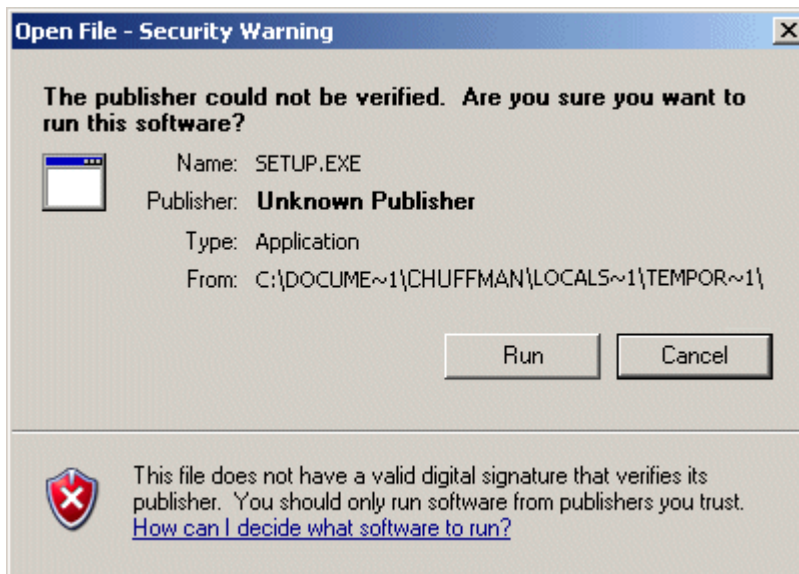 Open File - Security Warning
The publisher could not be verified.  Are you sure you want to
run this software?
Name: SETUP.EXE
Publisher: Unknown Publisher
Type: Application
From: C:\DOCUME~1\CHUFFMAN\LOCALS~1\TEMPOR~1\
Run Cancel
This file does not have a valid digital signature that verifies its
publisher.  You should only run software from publishers you trust.
How can I decide what software to run?